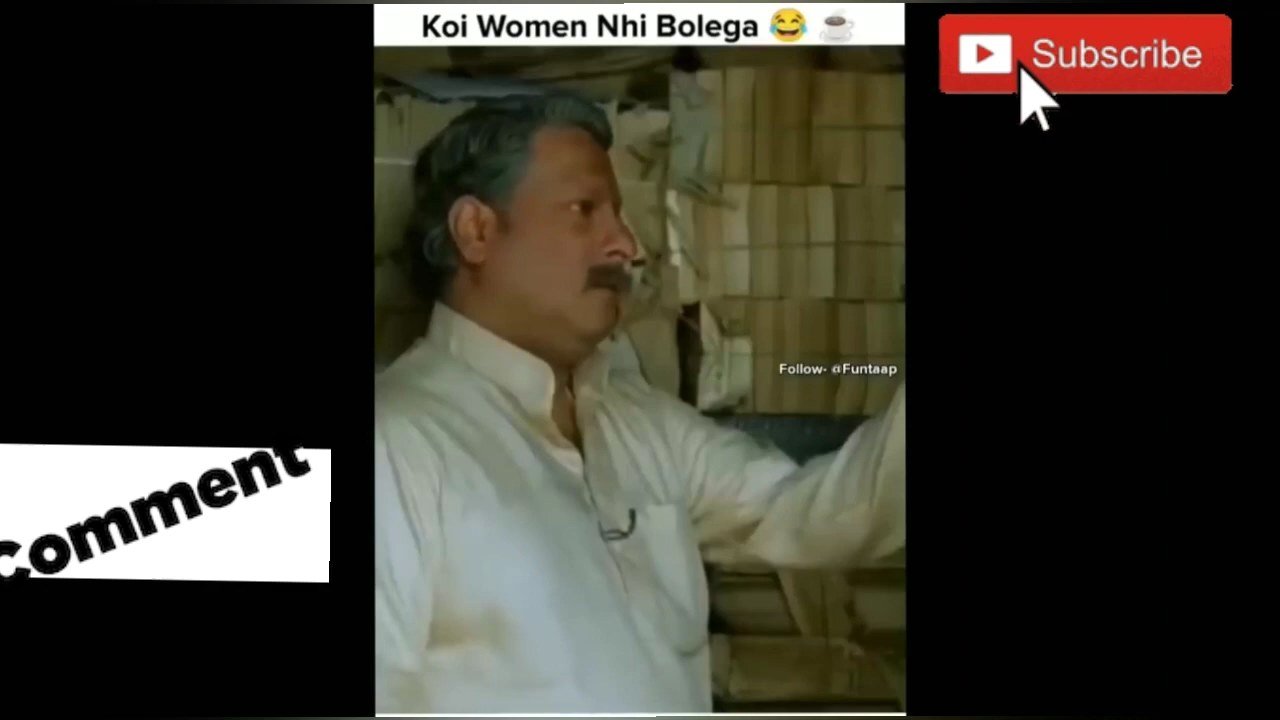 Koi Women Nhi Bolega 😂 ☕
Subscribe
Follow- @Funtaap
Comment